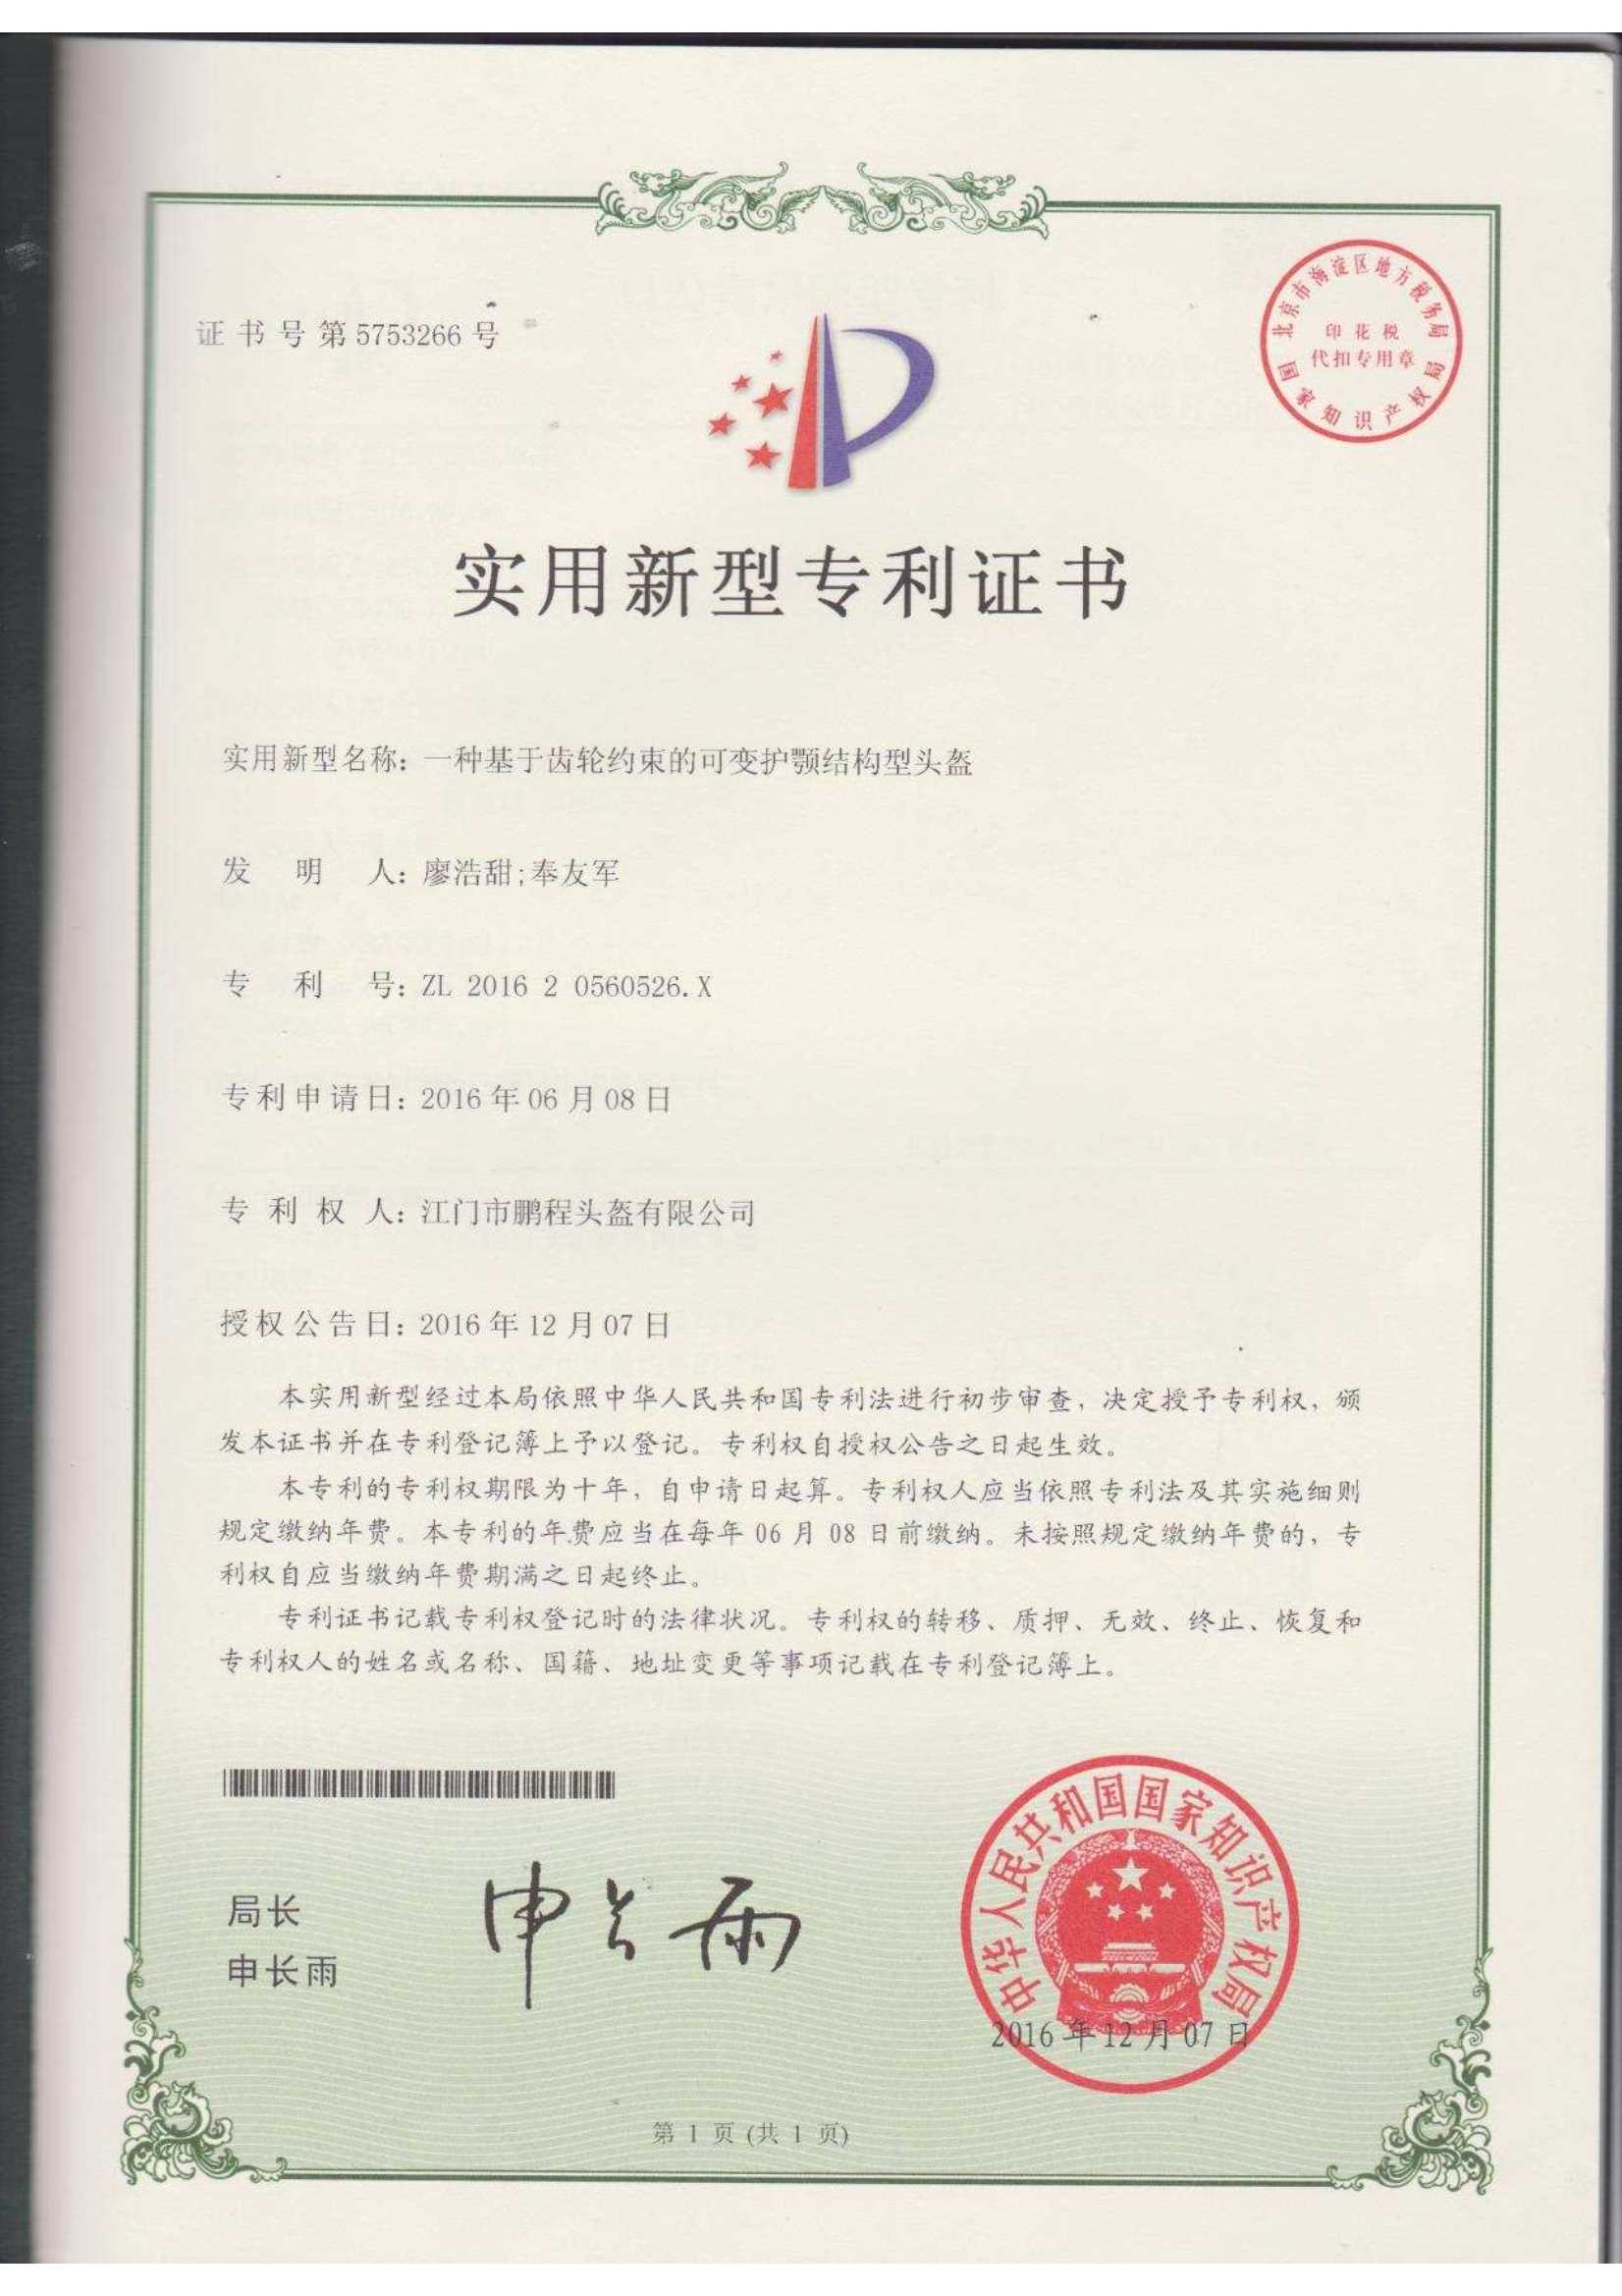 证书号第5753266号
北京市海淀区地方税务局
印花税
代扣专用章
国家知识产权局
实用新型专利证书
实用新型名称：一种基于齿轮约束的可变护颚结构型头盔
发明人：廖浩甜;奉友军
专利号：ZL 2016 2 0560526.X
专利申请日：2016年06月08日
专利权人：江门市鹏程头盔有限公司
授权公告日：2016年12月07日
本实用新型经过本局依照中华人民共和国专利法进行初步审查，决定授予专利权，颁
发本证书并在专利登记簿上予以登记。专利权自授权公告之日起生效。
本专利的专利权期限为十年，自申请日起算。专利权人应当依照专利法及其实施细则
规定缴纳年费。本专利的年费应当在每年06月08日前缴纳。未按照规定缴纳年费的，专
利权自应当缴纳年费期满之日起终止。
专利证书记载专利权登记时的法律状况。专利权的转移、质押、无效、终止、恢复和
专利权人的姓名或名称、国籍、地址变更等事项记载在专利登记簿上。
局长
申长雨
申长雨
中华人民共和国国家知识产权局
2016年12月07日
第1页(共1页)